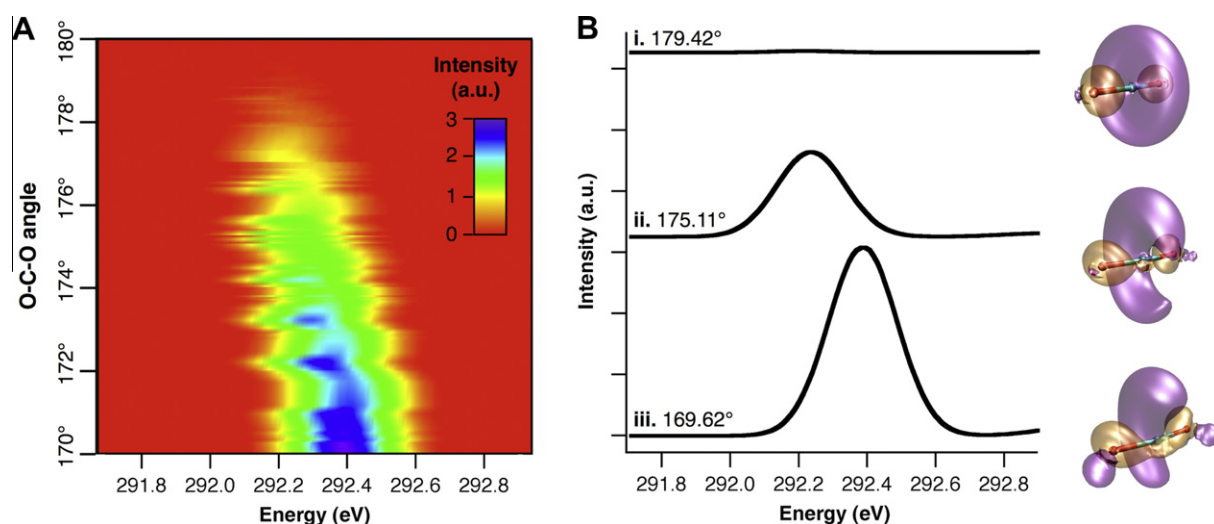 A
O-C-O angle
180°
178°
176°
174°
172°
170°
Intensity
(a.u.)
3
2
1
0
291.8 292.0 292.2 292.4 292.6 292.8
Energy (eV)
B
Intensity (a.u.)
i. 179.42°
ii. 175.11°
iii. 169.62°
291.8 292.0 292.2 292.4 292.6 292.8
Energy (eV)